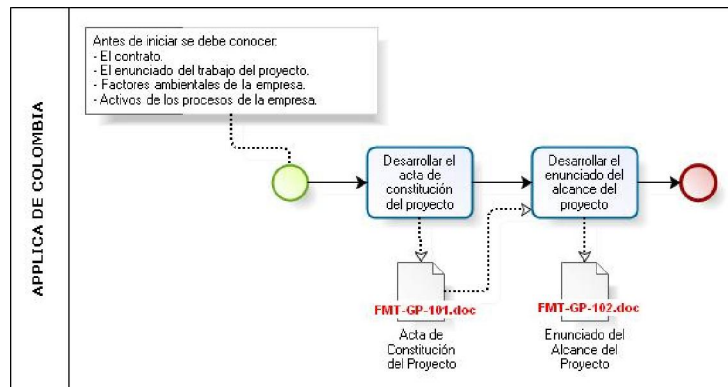 APPLICA DE COLOMBIA
Antes de iniciar se debe conocer:
- El contrato.
- El enunciado del trabajo del proyecto.
- Factores ambientales de la empresa.
- Activos de los procesos de la empresa.
Desarrollar el
acta de
constitución
del proyecto
Desarrollar el
enunciado del
alcance del
proyecto
FMT-GP-101.doc
Acta de
Constitución
del Proyecto
FMT-GP-102.doc
Enunciado del
Alcance del
Proyecto